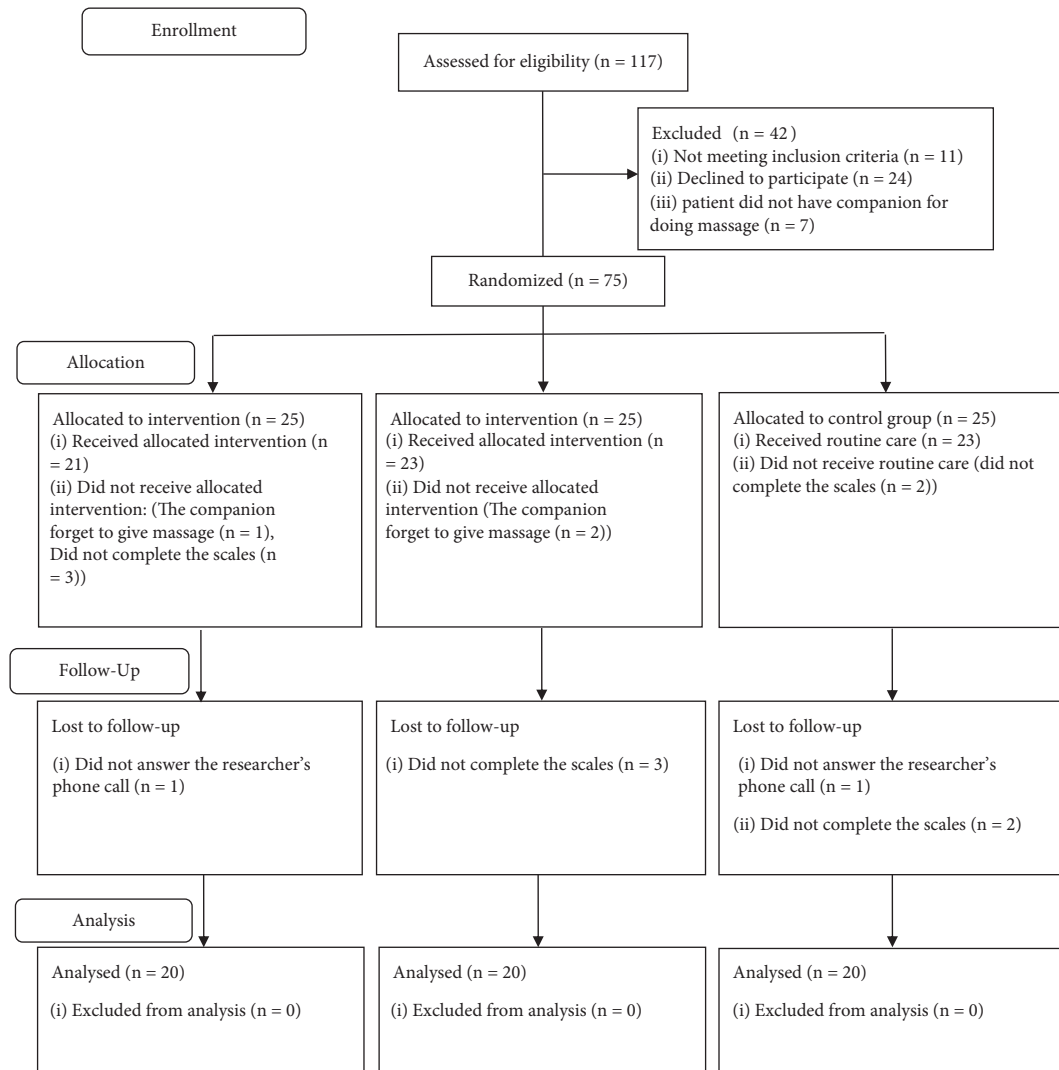 Enrollment
Assessed for eligibility (n = 117)
Excluded (n = 42)
(i) Not meeting inclusion criteria (n = 11)
(ii) Declined to participate (n = 24)
(iii) patient did not have companion for
doing massage (n = 7)
Randomized (n = 75)
Allocation
Allocated to intervention (n = 25)
(i) Received allocated intervention (n
= 21)
(ii) Did not receive allocated
intervention: (The companion
forget to give massage (n = 1),
Did not complete the scales (n
= 3))
Allocated to intervention (n = 25)
(i) Received allocated intervention (n
= 23)
(ii) Did not receive allocated
intervention (The companion
forget to give massage (n = 2))
Allocated to control group (n = 25)
(i) Received routine care (n = 23)
(ii) Did not receive routine care (did not
complete the scales (n = 2))
Follow-Up
Lost to follow-up
(i) Did not answer the researcher's
phone call (n = 1)
Lost to follow-up
(i) Did not complete the scales (n = 3)
Lost to follow-up
(i) Did not answer the researcher's
phone call (n = 1)
(ii) Did not complete the scales (n = 2)
Analysis
Analysed (n = 20)
(i) Excluded from analysis (n = 0)
Analysed (n = 20)
(i) Excluded from analysis (n = 0)
Analysed (n = 20)
(i) Excluded from analysis (n = 0)